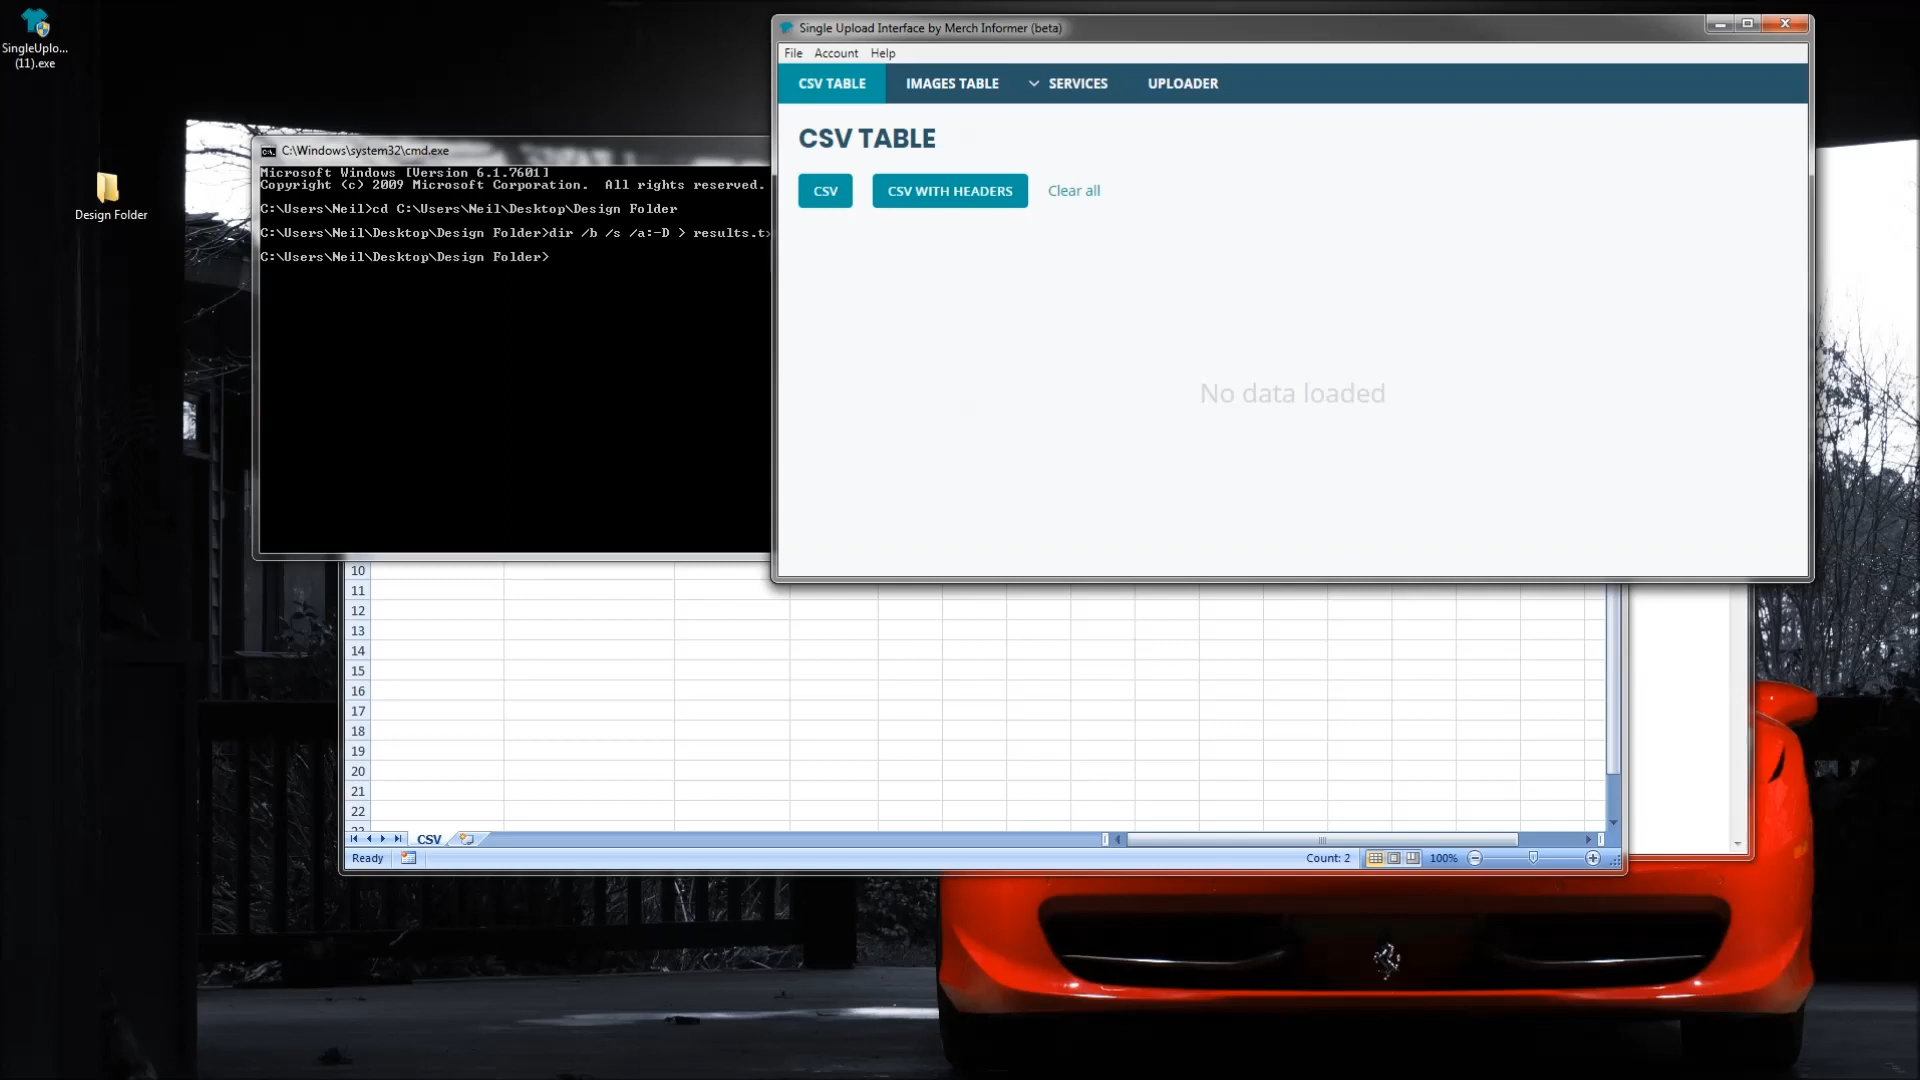 SingleUplo...
(11).exe
Design Folder
C:\Windows\system32\cmd.exe
Microsoft Windows [Version 6.1.7601]
Copyright (c) 2009 Microsoft Corporation.  All rights reserved.
C:\Users\Neil>cd C:\Users\Neil\Desktop\Design Folder
C:\Users\Neil\Desktop\Design Folder>dir /b /s /a:-D > results.t
C:\Users\Neil\Desktop\Design Folder>
Single Upload Interface by Merch Informer (beta)
File Account Help
CSV TABLE IMAGES TABLE SERVICES UPLOADER
CSV TABLE
CSV CSV WITH HEADERS Clear all
No data loaded
10
11
12
13
14
15
16
17
18
19
20
21
22
CSV
Ready Count: 2 100%